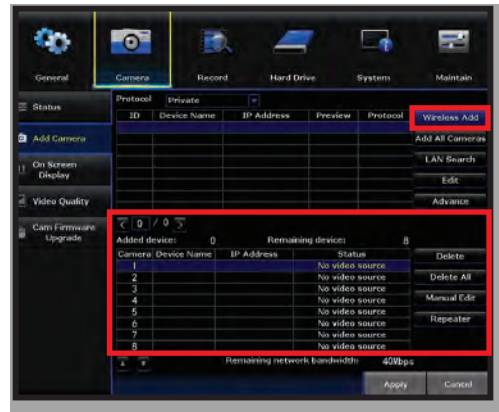 General Camera Record Hard Drive System Maintain
Status
Add Camera
On Screen
Display
Video Quality
Cam Firmware
Upgrade
Protocol Private
ID Device Name IP Address Preview Protocol
Wireless Add
Add All Cameras
LAN Search
Edit
Advance
0 / 0
Added device: 0 Remaining device: 8
Camera Device Name IP Address Status
1 No video source
2 No video source
3 No video source
4 No video source
5 No video source
6 No video source
7 No video source
8 No video source
Delete
Delete All
Manual Edit
Repeater
Remaining network bandwidth: 40Mbps
Apply Cancel